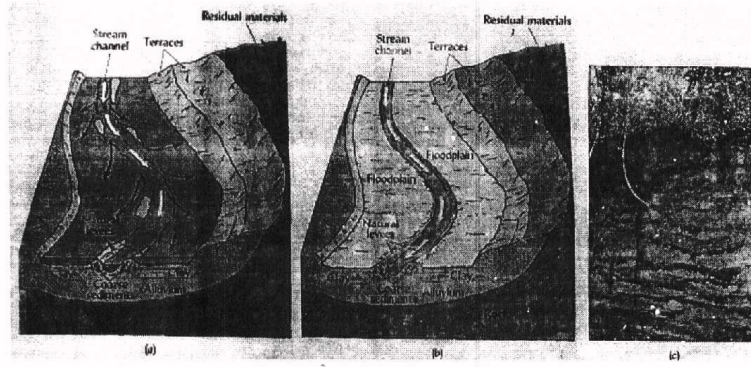 Residual materials
Stream
channel
Terraces
Coarse
sediments
Alluvium
(a)
Residual materials
Stream
channel
Terraces
Floodplain
Floodplain
Natural
levees
Clay
Coarse
sediments
Alluvium
(b)
(c)